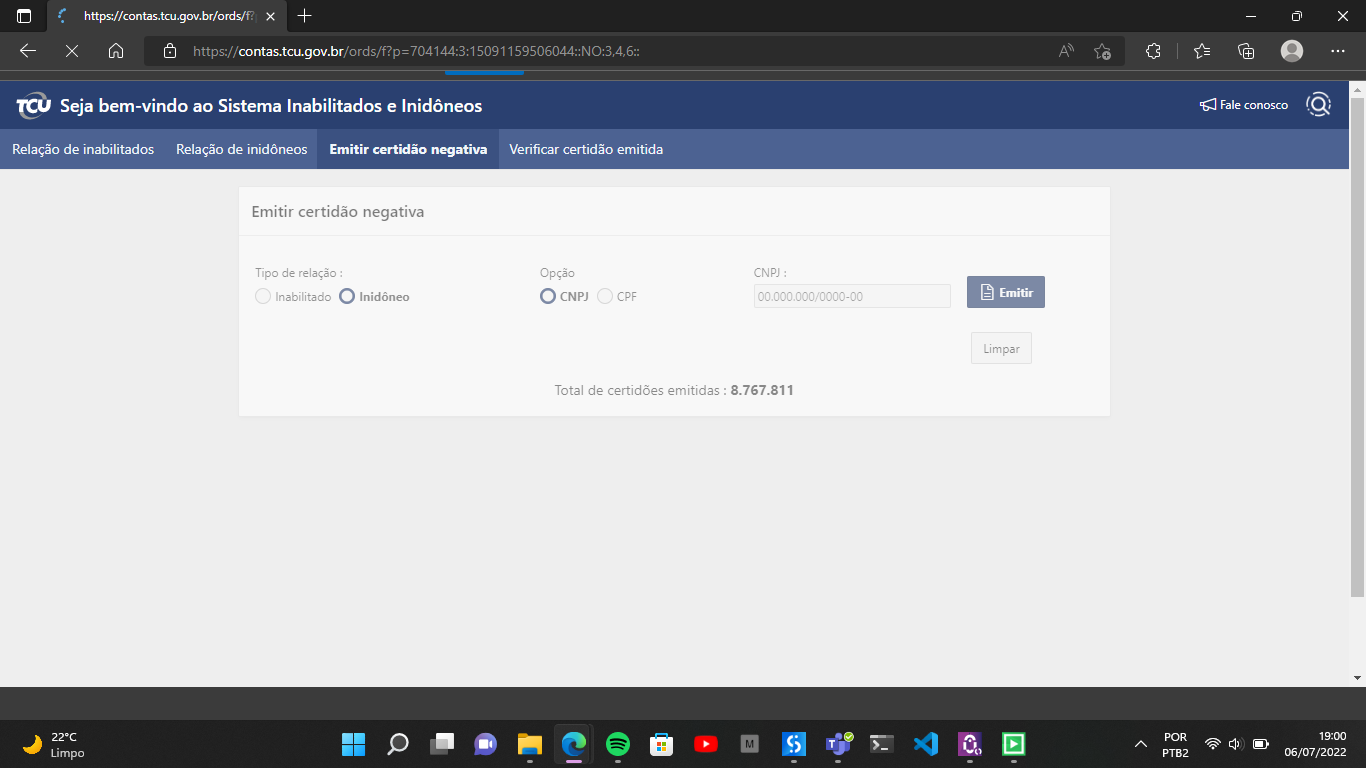 https://contas.tcu.gov.br/ords/f?p
https://contas.tcu.gov.br/ords/f?p=704144:3:15091159506044::NO:3,4,6::
TCU Seja bem-vindo ao Sistema Inabilitados e Inidôneos
Fale conosco
Relação de inabilitados Relação de inidôneos Emitir certidão negativa Verificar certidão emitida
Emitir certidão negativa
Tipo de relação : Opção CNPJ :
Inabilitado Inidôneo CNPJ CPF 00.000.000/0000-00 Emitir
Limpar
Total de certidões emitidas : 8.767.811
22°C
Limpo
M
POR
PTB2
19:00
06/07/2022